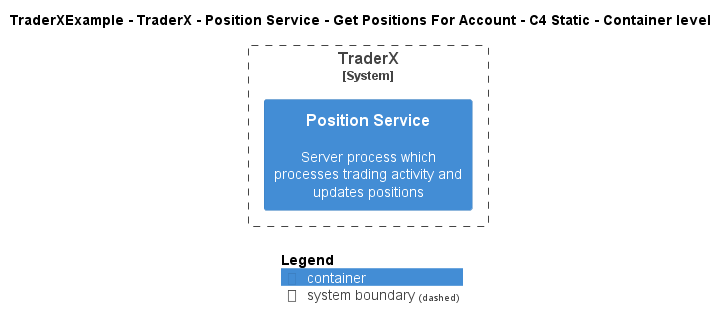 TraderXExample - TraderX - Position Service - Get Positions For Account - C4 Static - Container level
TraderX
[System]
Position Service
Server process which
processes trading activity and
updates positions
Legend
container
system boundary (dashed)